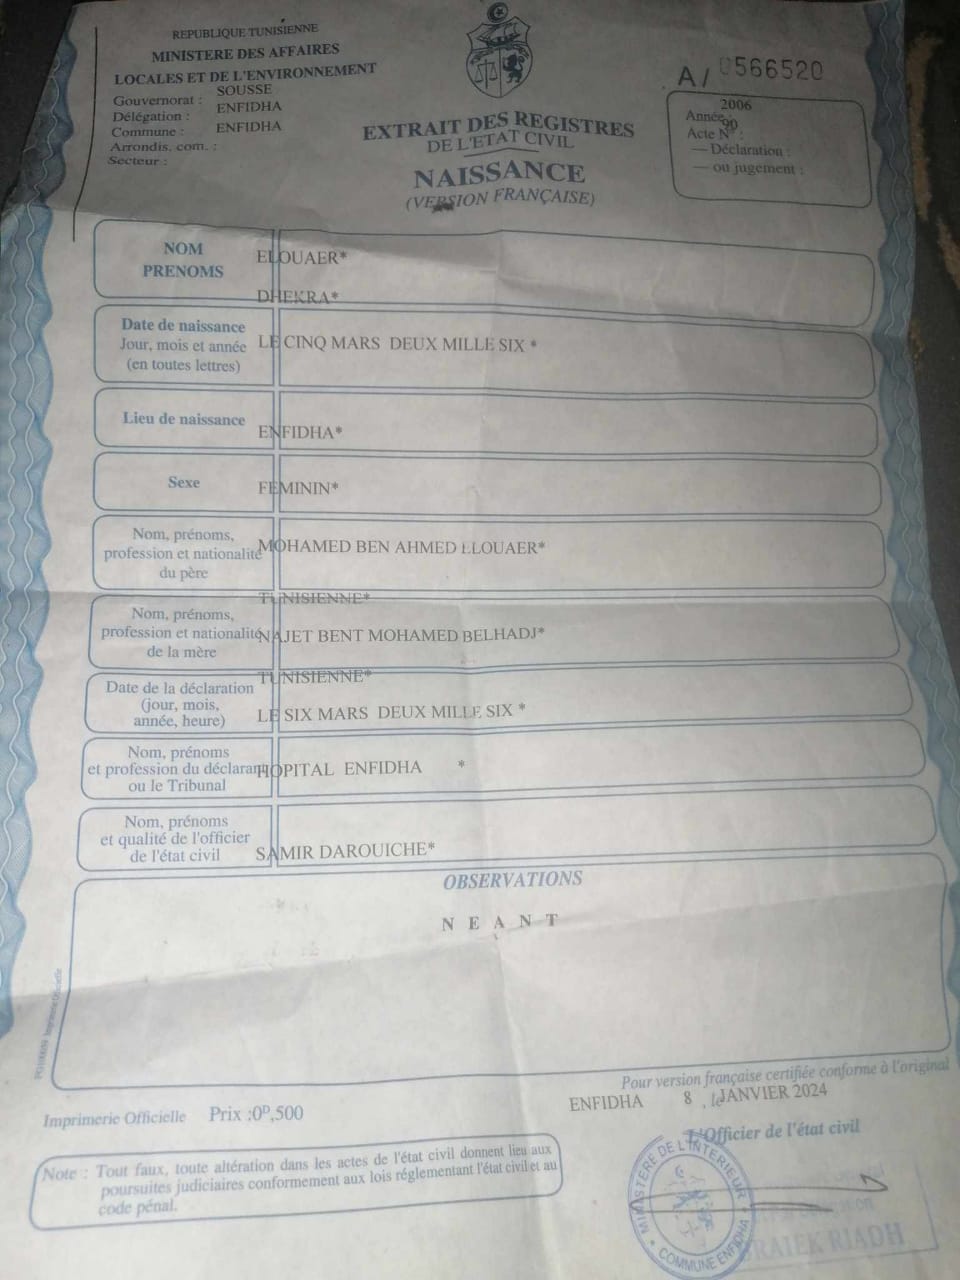 REPUBLIQUE TUNISIENNE
MINISTERE DES AFFAIRES
LOCALES ET DE L'ENVIRONNEMENT
Gouvernorat : SOUSSE
Délégation : ENFIDHA
Commune : ENFIDHA
Arrondis. com. :
Secteur :
A/ 0566520
EXTRAIT DES REGISTRES
DE L'ETAT CIVIL
NAISSANCE
(VERSION FRANÇAISE)
Année 2006
Acte N° : 90
— Déclaration :
— ou jugement :
NOM
PRENOMS
ELOUAER*
DHEKRA*
Date de naissance
Jour, mois et année
(en toutes lettres)
LE CINQ MARS DEUX MILLE SIX *
Lieu de naissance
ENFIDHA*
Sexe
FEMININ*
Nom, prénoms,
profession et nationalité
du père
MOHAMED BEN AHMED ELOUAER*
TUNISIENNE*
Nom, prénoms,
profession et nationalité
de la mère
NAJET BENT MOHAMED BELHADJ*
TUNISIENNE*
Date de la déclaration
(jour, mois,
année, heure)
LE SIX MARS DEUX MILLE SIX *
Nom, prénoms
et profession du déclarant
ou le Tribunal
HOPITAL ENFIDHA *
Nom, prénoms
et qualité de l'officier
de l'état civil
SAMIR DAROUICHE*
OBSERVATIONS
N E A N T
Imprimerie Officielle
Pour version française certifiée conforme à l'original
ENFIDHA 8 , le JANVIER 2024
Imprimerie Officielle Prix :0ᴰ,500
L'Officier de l'état civil
Note : Tout faux, toute altération dans les actes de l'état civil donnent lieu aux
poursuites judiciaires conformement aux lois réglementant l'état civil et au
code pénal.
MINISTERE DE L'INTERIEUR
COMMUNE ENFIDHA
RIADH